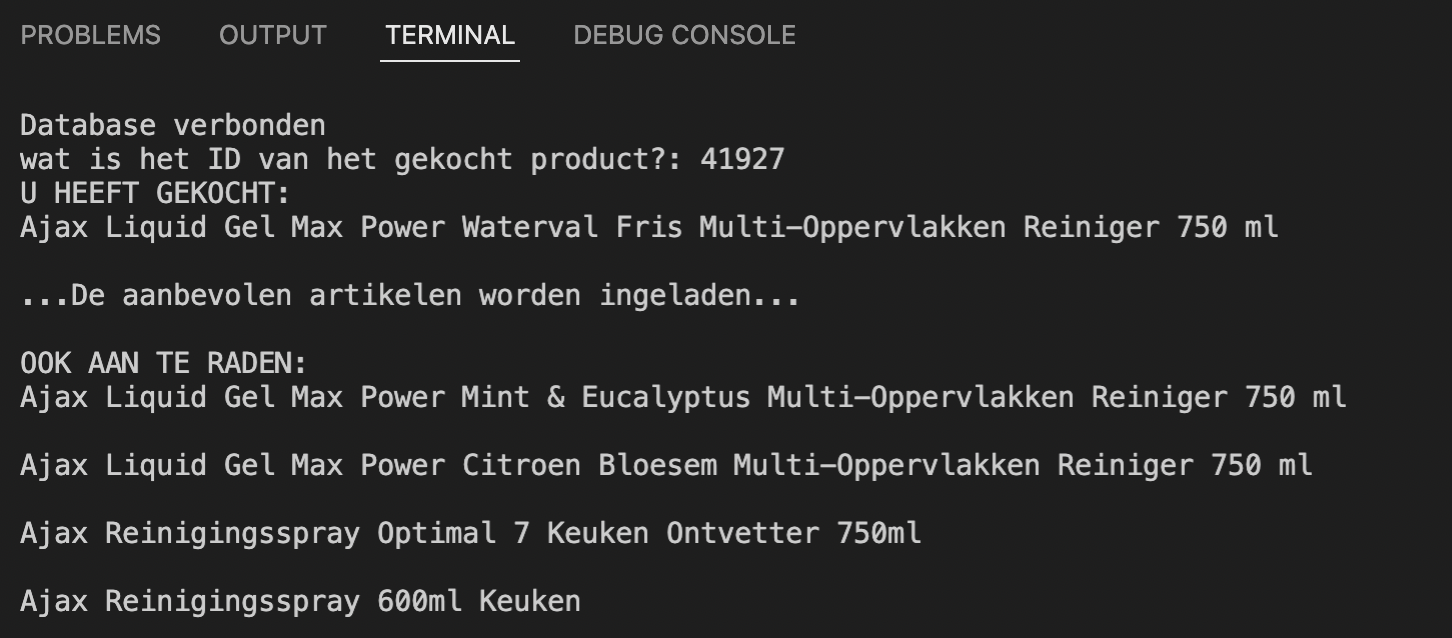 PROBLEMS OUTPUT TERMINAL DEBUG CONSOLE
Database verbonden
wat is het ID van het gekocht product?: 41927
U HEEFT GEKOCHT:
Ajax Liquid Gel Max Power Waterval Fris Multi-Oppervlakken Reiniger 750 ml
...De aanbevolen artikelen worden ingeladen...
OOK AAN TE RADEN:
Ajax Liquid Gel Max Power Mint & Eucalyptus Multi-Oppervlakken Reiniger 750 ml
Ajax Liquid Gel Max Power Citroen Bloesem Multi-Oppervlakken Reiniger 750 ml
Ajax Reinigingsspray Optimal 7 Keuken Ontvetter 750ml
Ajax Reinigingsspray 600ml Keuken